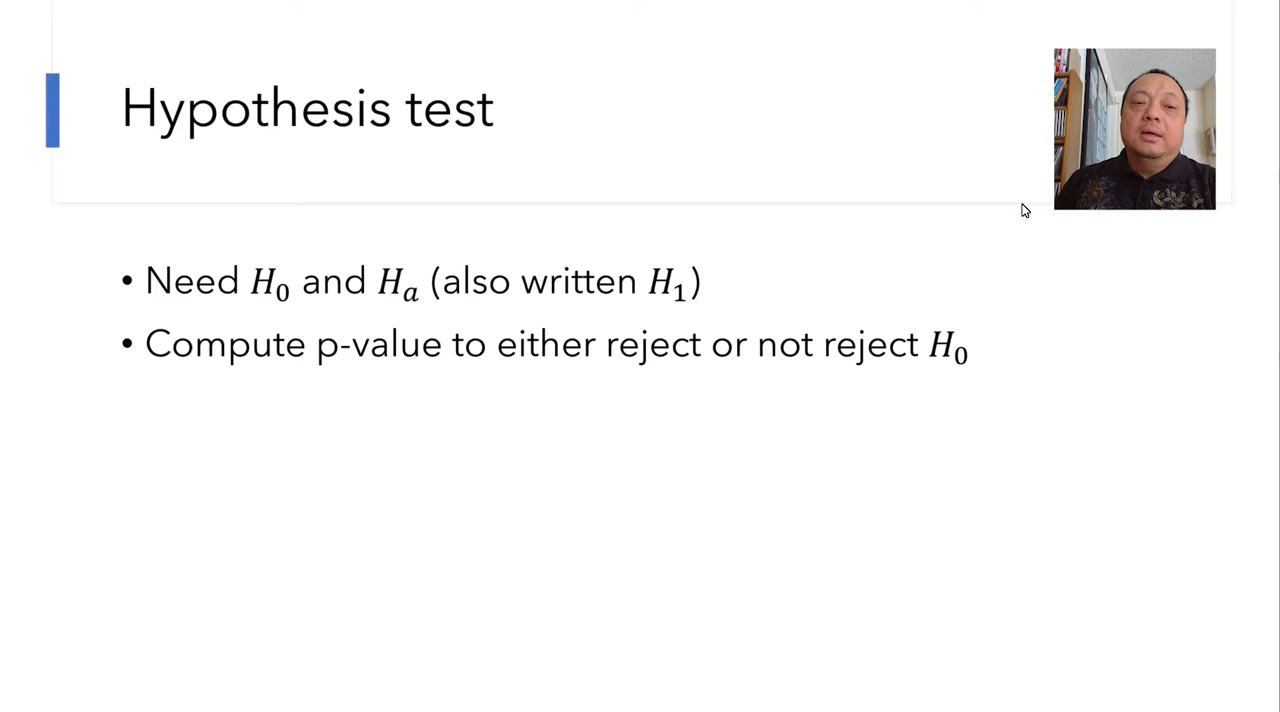 Hypothesis test
• Need H₀ and Hₐ (also written H₁)
• Compute p-value to either reject or not reject H₀